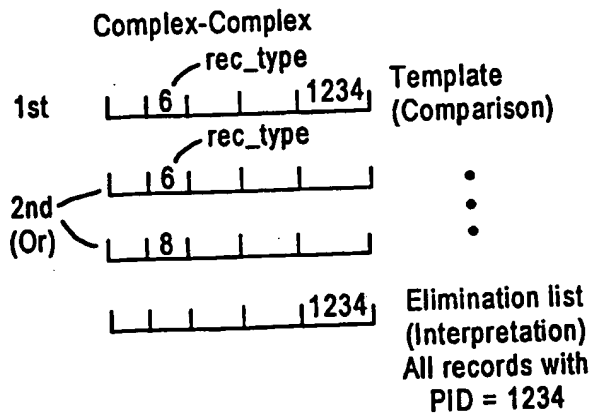 Complex-Complex
rec_type
1st 6 1234 Template
(Comparison)
rec_type
6
2nd
(Or)
8
1234 Elimination list
(Interpretation)
All records with
PID = 1234